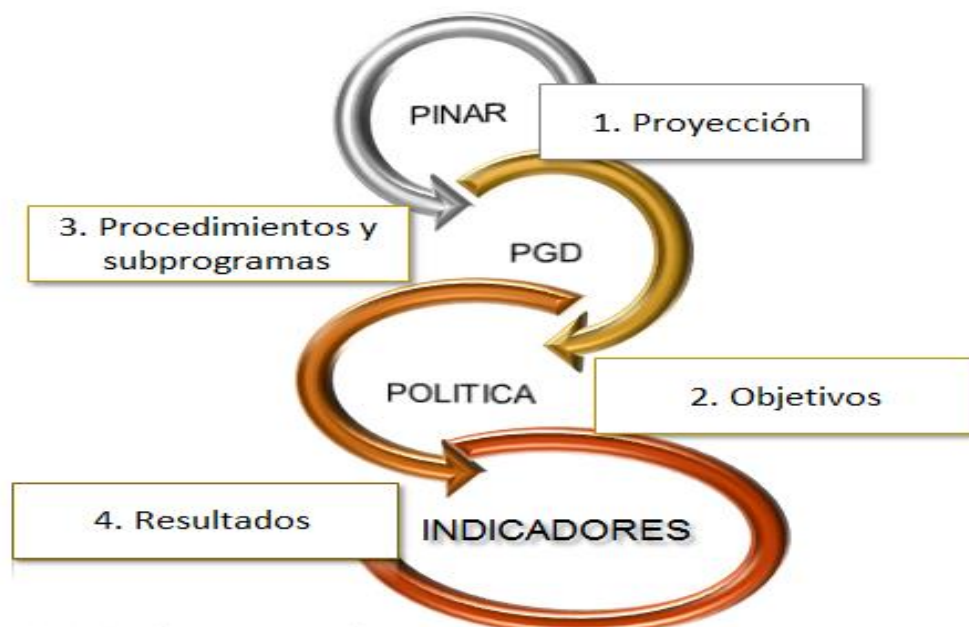 PINAR
1. Proyección
3. Procedimientos y
subprogramas
PGD
POLITICA
2. Objetivos
4. Resultados
INDICADORES